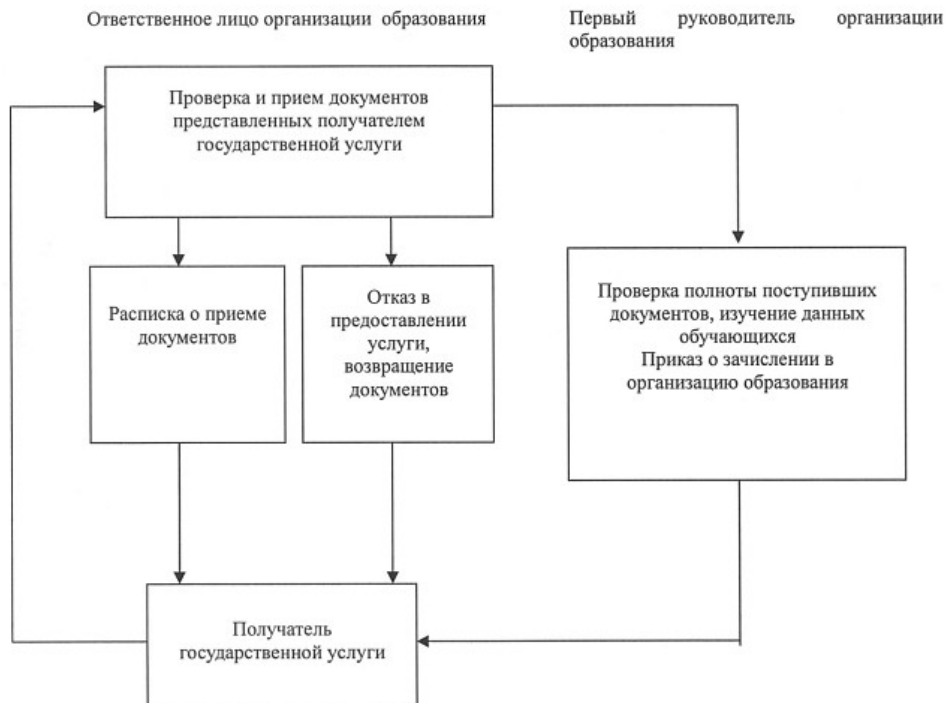 Ответственное лицо организации образования
Первый руководитель организации
образования
Проверка и прием документов
представленных получателем
государственной услуги
Расписка о приеме
документов
Отказ в
предоставлении
услуги,
возвращение
документов
Проверка полноты поступивших
документов, изучение данных
обучающихся
Приказ о зачислении в
организацию образования
Получатель
государственной услуги